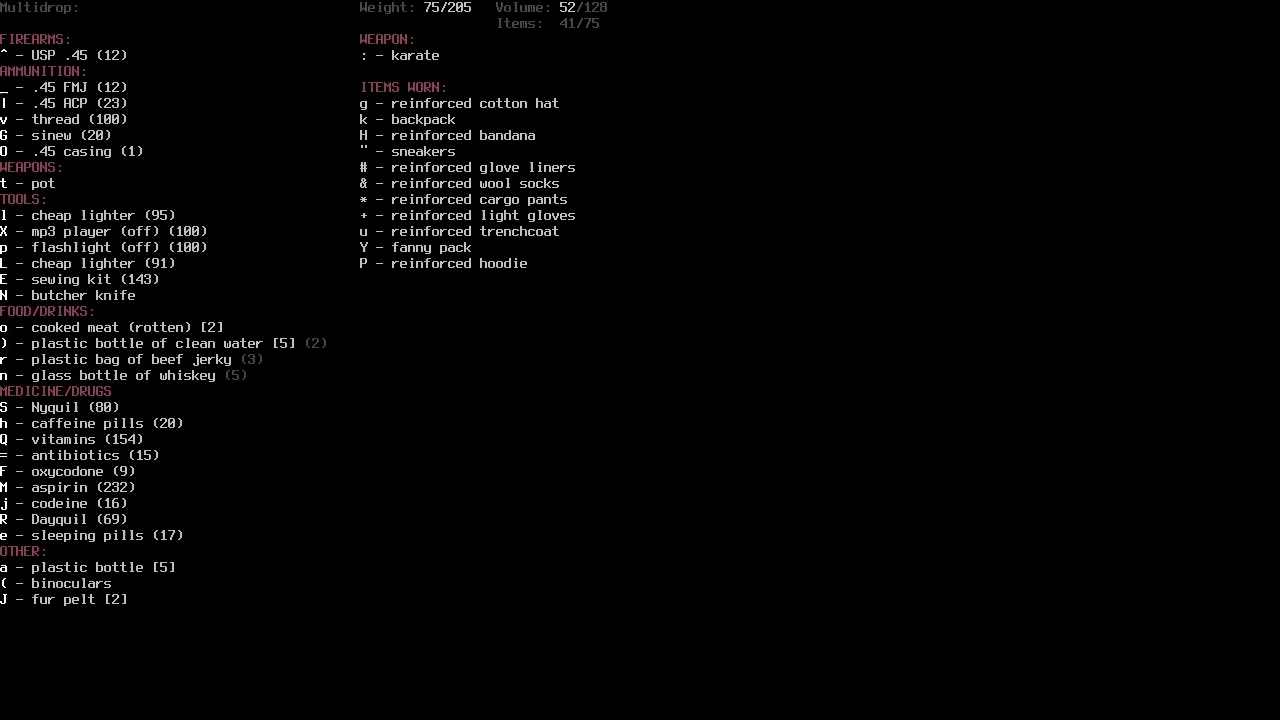 Multidrop:
Weight: 75/205   Volume: 52/128
Items:  41/75
FIREARMS:
^ - USP .45 (12)
AMMUNITION:
_ - .45 FMJ (12)
| - .45 ACP (23)
v - thread (100)
G - sinew (20)
O - .45 casing (1)
WEAPONS:
t - pot
TOOLS:
l - cheap lighter (95)
X - mp3 player (off) (100)
p - flashlight (off) (100)
L - cheap lighter (91)
E - sewing kit (143)
N - butcher knife
FOOD/DRINKS:
o - cooked meat (rotten) [2]
) - plastic bottle of clean water [5] (2)
r - plastic bag of beef jerky (3)
n - glass bottle of whiskey (5)
MEDICINE/DRUGS
S - Nyquil (80)
h - caffeine pills (20)
Q - vitamins (154)
= - antibiotics (15)
F - oxycodone (9)
M - aspirin (232)
j - codeine (16)
R - Dayquil (69)
e - sleeping pills (17)
OTHER:
a - plastic bottle [5]
( - binoculars
J - fur pelt [2]
WEAPON:
: - karate
ITEMS WORN:
g - reinforced cotton hat
k - backpack
H - reinforced bandana
" - sneakers
# - reinforced glove liners
& - reinforced wool socks
* - reinforced cargo pants
+ - reinforced light gloves
u - reinforced trenchcoat
Y - fanny pack
P - reinforced hoodie